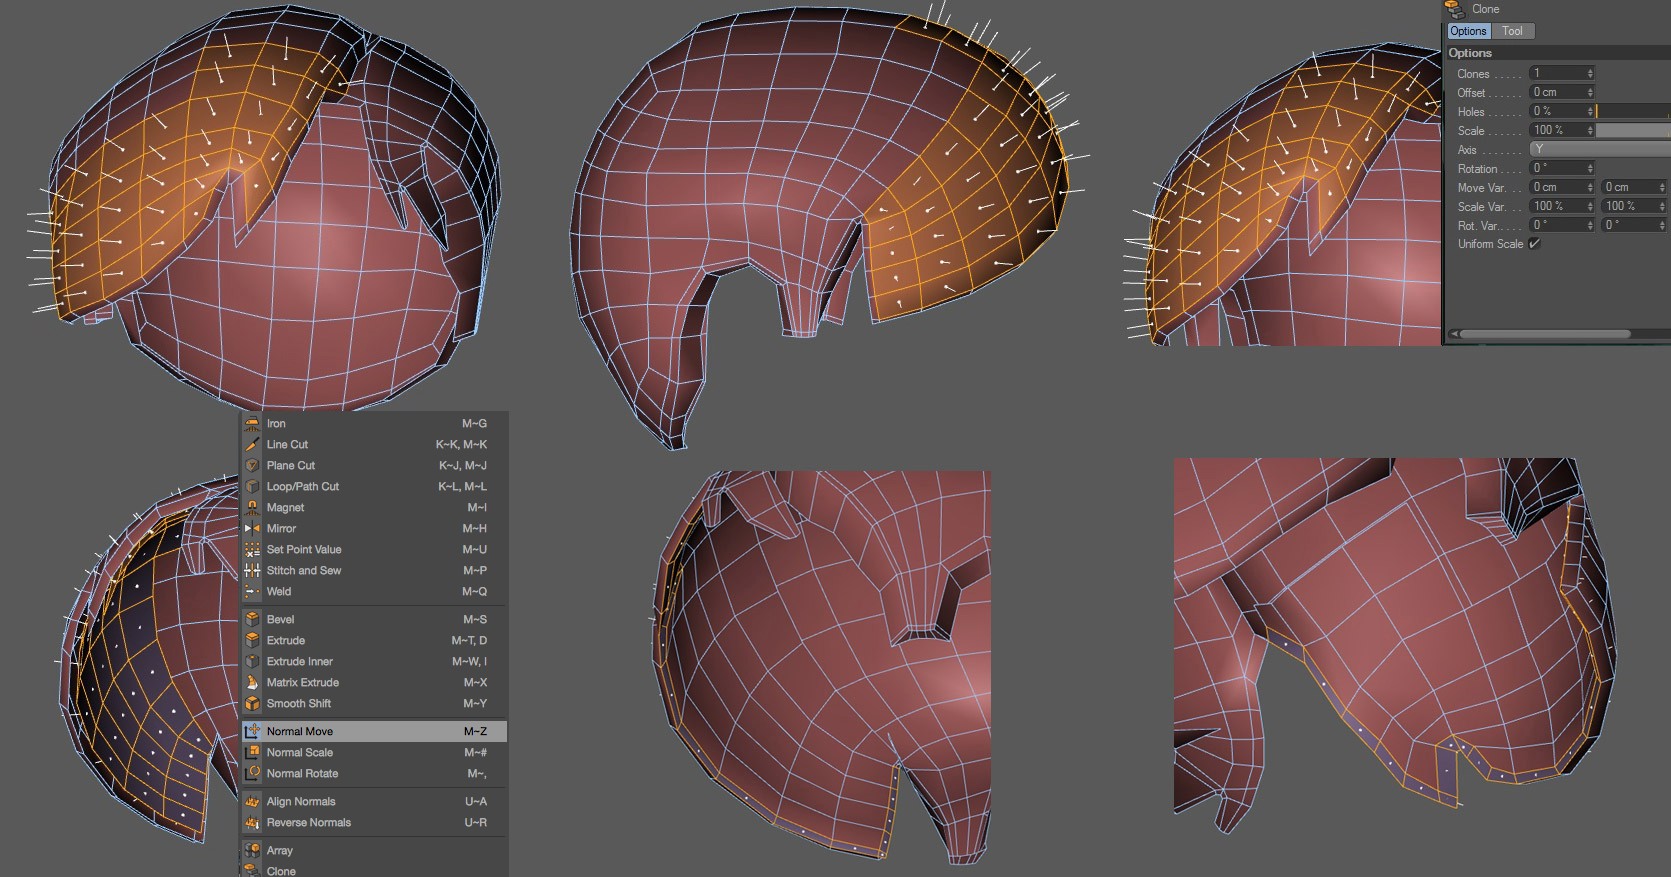 Clone
Options Tool
Options
Clones ..... 1
Offset ..... 0 cm
Holes ..... 0 %
Scale ..... 100 %
Axis ..... Y
Rotation .... 0 °
Move Var. .. 0 cm 0 cm
Scale Var. .. 100 % 100 %
Rot. Var..... 0 ° 0 °
Uniform Scale
Iron M~G
Line Cut K~K, M~K
Plane Cut K~J, M~J
Loop/Path Cut K~L, M~L
Magnet M~I
Mirror M~H
Set Point Value M~U
Stitch and Sew M~P
Weld M~Q
Bevel M~S
Extrude M~T, D
Extrude Inner M~W, I
Matrix Extrude M~X
Smooth Shift M~Y
Normal Move M~Z
Normal Scale M~#
Normal Rotate M~,
Align Normals U~A
Reverse Normals U~R
Array
Clone